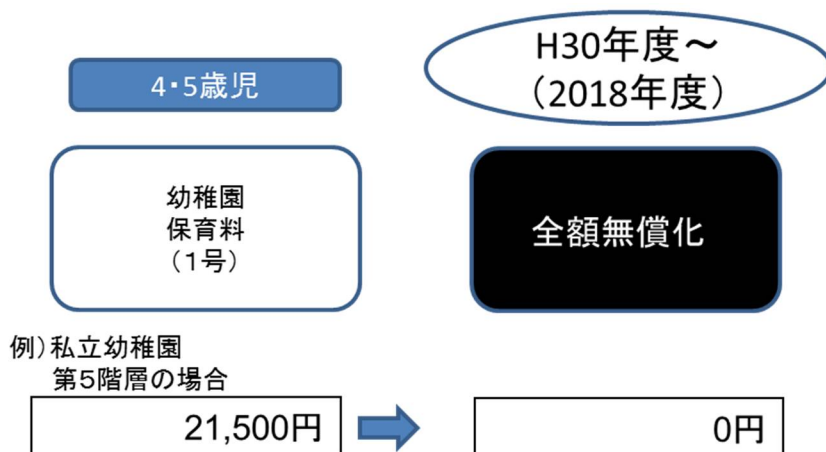 4・5歳児
H30年度～
（2018年度）
幼稚園
保育料
（1号）
全額無償化
例）私立幼稚園
第5階層の場合
21,500円
0円